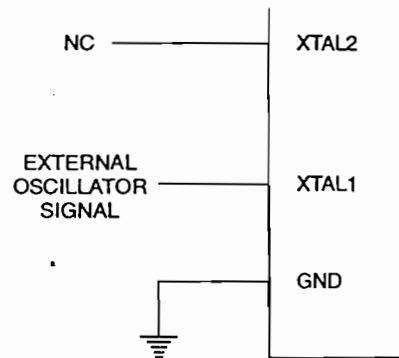 NC
XTAL2
EXTERNAL
OSCILLATOR
SIGNAL
XTAL1
GND